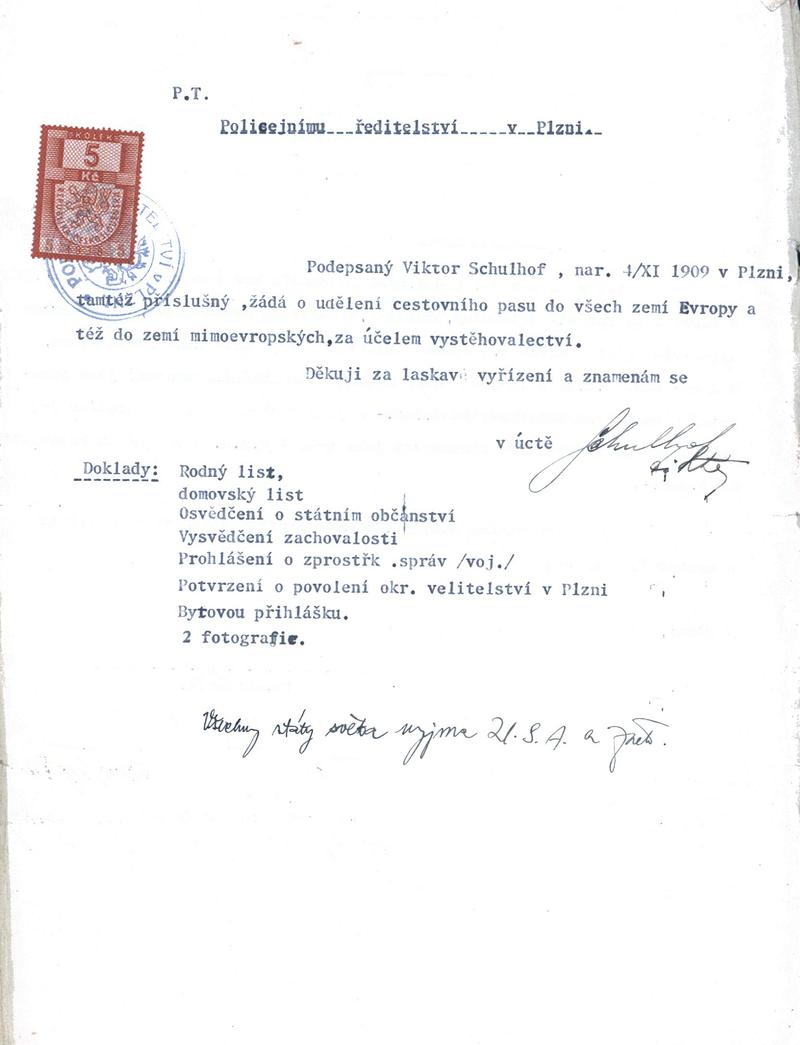 P.T.
Policejnímu ředitelství v Plzni.
KOLEK
5
Kč
Podepsaný Viktor Schulhof , nar. 4/XI 1909 v Plzni,
tamtéž příslušný ,žádá o udělení cestovního pasu do všech zemí Evropy a
též do zemí mimoevropských,za účelem vystěhovalectví.
Děkuji za laskavé vyřízení a znamenám se
v úctě Schulhof
Viktor
Doklady: Rodný list,
domovský list
Osvědčení o státním občanství
Vysvědčení zachovalosti
Prohlášení o zprostřk .správ /voj./
Potvrzení o povolení okr. velitelství v Plzni
Bytovou přihlášku.
2 fotografie.
Všechny státy světa vyjma U.S.A. a